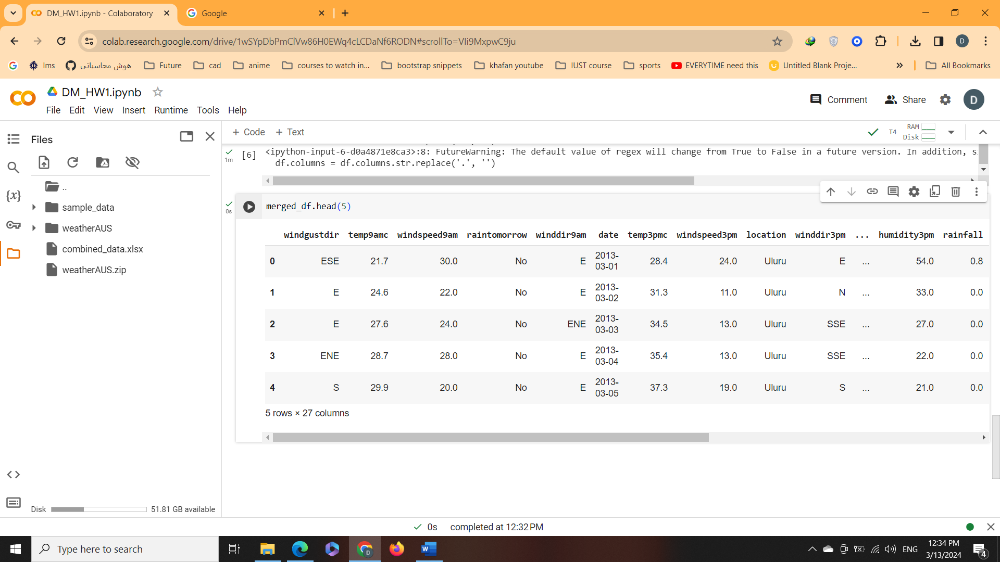 DM_HW1.ipynb - Colaboratory
Google
colab.research.google.com/drive/1wSYpDbPmClVw86H0EWq4cLCDaNf6RODN#scrollTo=VIi9MxpwC9ju
D
lms
هوش محاسباتی
Future
cad
anime
courses to watch in...
bootstrap snippets
khafan youtube
IUST course
sports
EVERYTIME need this
Untitled Blank Proje...
All Bookmarks
DM_HW1.ipynb
File Edit View Insert Runtime Tools Help
Comment
Share
D
Files
+ Code + Text
T4
RAM
Disk
..
sample_data
weatherAUS
combined_data.xlsx
weatherAUS.zip
Disk 51.81 GB available
1m
[6] <ipython-input-6-d0a4871e8ca3>:8: FutureWarning: The default value of regex will change from True to False in a future version. In addition,
df.columns = df.columns.str.replace('.', '')
0s
merged_df.head(5)
windgustdir temp9amc windspeed9am raintomorrow winddir9am date temp3pmc windspeed3pm location winddir3pm ... humidity3pm rainfall
0 ESE 21.7 30.0 No E 2013-03-01 28.4 24.0 Uluru E ... 54.0 0.8
1 E 24.6 22.0 No E 2013-03-02 31.3 11.0 Uluru N ... 33.0 0.0
2 E 27.6 24.0 No ENE 2013-03-03 34.5 13.0 Uluru SSE ... 27.0 0.0
3 ENE 28.7 28.0 No E 2013-03-04 35.4 13.0 Uluru SSE ... 22.0 0.0
4 S 29.9 20.0 No E 2013-03-05 37.3 19.0 Uluru S ... 21.0 0.0
5 rows × 27 columns
0s completed at 12:32 PM
Type here to search
ENG
12:34 PM
3/13/2024
4